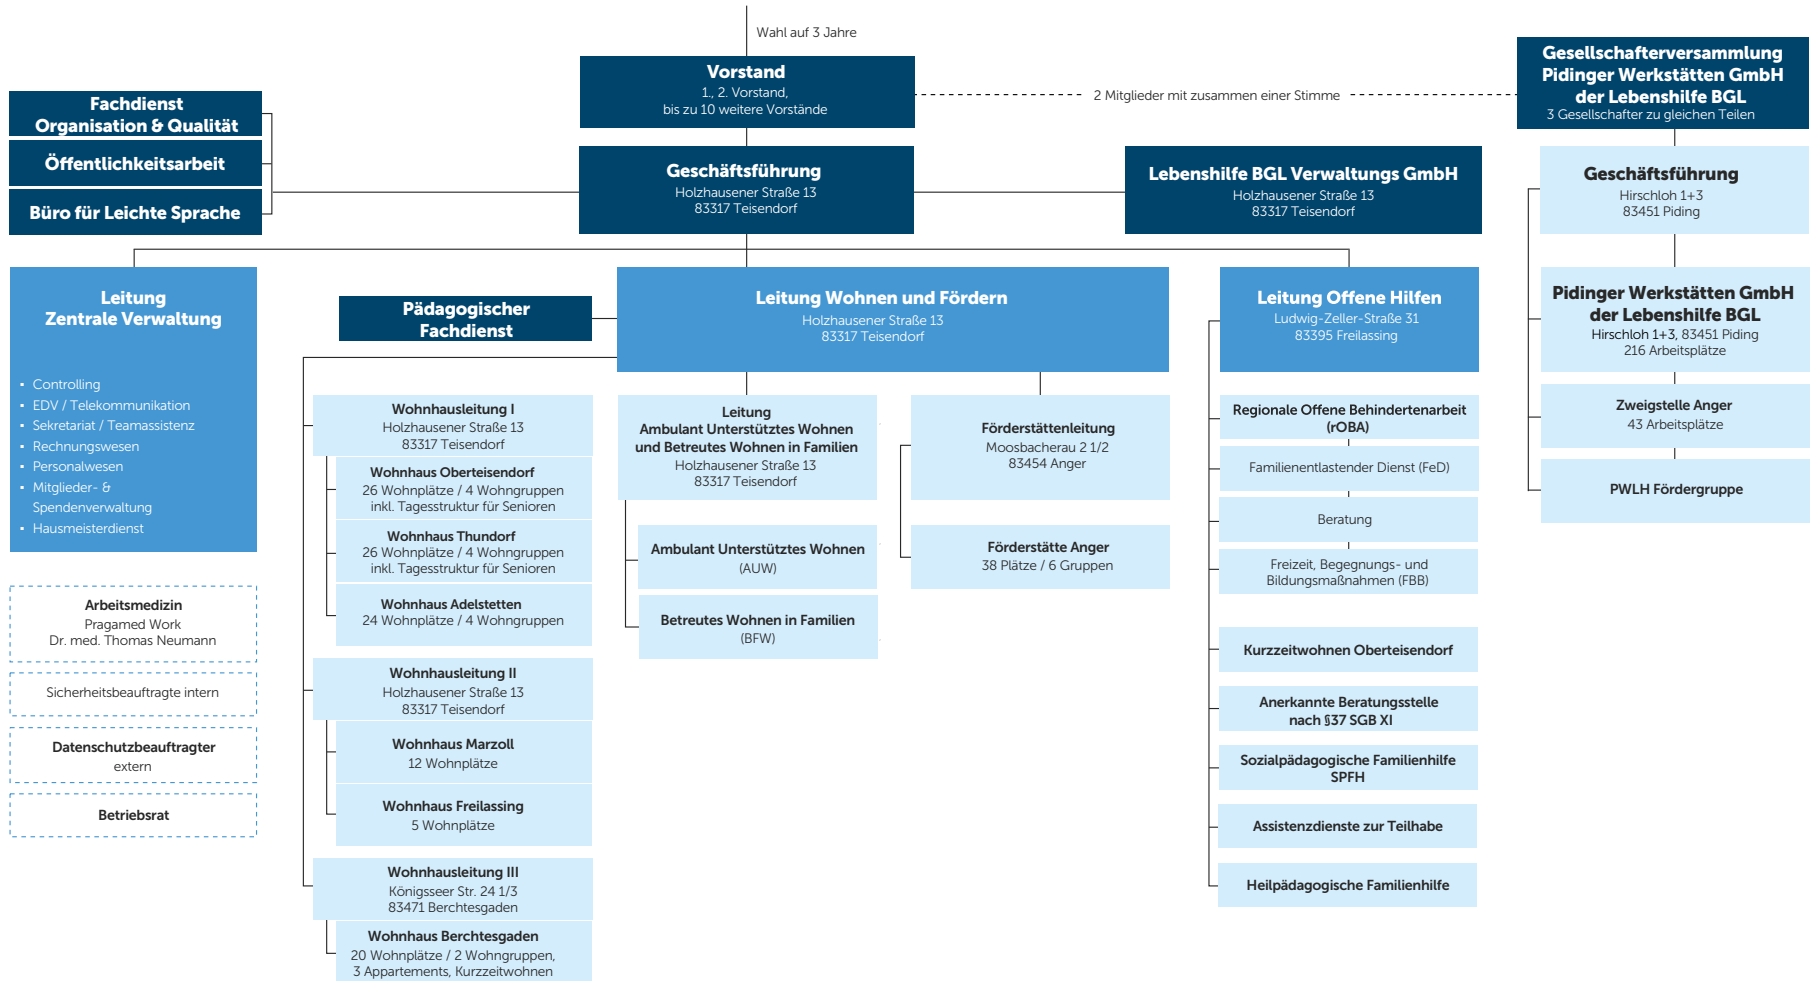 Wahl auf 3 Jahre
Vorstand
1., 2. Vorstand,
bis zu 10 weitere Vorstände
2 Mitglieder mit zusammen einer Stimme
Gesellschafterversammlung
Pidinger Werkstätten GmbH
der Lebenshilfe BGL
3 Gesellschafter zu gleichen Teilen
Fachdienst
Organisation & Qualität
Öffentlichkeitsarbeit
Büro für Leichte Sprache
Geschäftsführung
Holzhausener Straße 13
83317 Teisendorf
Lebenshilfe BGL Verwaltungs GmbH
Holzhausener Straße 13
83317 Teisendorf
Geschäftsführung
Hirschloh 1+3
83451 Piding
Leitung
Zentrale Verwaltung
▪ Controlling
▪ EDV / Telekommunikation
▪ Sekretariat / Teamassistenz
▪ Rechnungswesen
▪ Personalwesen
▪ Mitglieder- &
Spendenverwaltung
▪ Hausmeisterdienst
Arbeitsmedizin
Pragamed Work
Dr. med. Thomas Neumann
Sicherheitsbeauftragte intern
Datenschutzbeauftragter
extern
Betriebsrat
Pädagogischer
Fachdienst
Leitung Wohnen und Fördern
Holzhausener Straße 13
83317 Teisendorf
Wohnhausleitung I
Holzhausener Straße 13
83317 Teisendorf
Wohnhaus Oberteisendorf
26 Wohnplätze / 4 Wohngruppen
inkl. Tagesstruktur für Senioren
Wohnhaus Thundorf
26 Wohnplätze / 4 Wohngruppen
inkl. Tagesstruktur für Senioren
Wohnhaus Adelstetten
24 Wohnplätze / 4 Wohngruppen
Wohnhausleitung II
Holzhausener Straße 13
83317 Teisendorf
Wohnhaus Marzoll
12 Wohnplätze
Wohnhaus Freilassing
5 Wohnplätze
Wohnhausleitung III
Königsseer Str. 24 1/3
83471 Berchtesgaden
Wohnhaus Berchtesgaden
20 Wohnplätze / 2 Wohngruppen,
3 Appartements, Kurzzeitwohnen
Leitung
Ambulant Unterstütztes Wohnen
und Betreutes Wohnen in Familien
Holzhausener Straße 13
83317 Teisendorf
Ambulant Unterstütztes Wohnen
(AUW)
Betreutes Wohnen in Familien
(BFW)
Förderstättenleitung
Moosbacherau 2 1/2
83454 Anger
Förderstätte Anger
38 Plätze / 6 Gruppen
Leitung Offene Hilfen
Ludwig-Zeller-Straße 31
83395 Freilassing
Regionale Offene Behindertenarbeit
(rOBA)
Familienentlastender Dienst (FeD)
Beratung
Freizeit, Begegnungs- und
Bildungsmaßnahmen (FBB)
Kurzzeitwohnen Oberteisendorf
Anerkannte Beratungsstelle
nach §37 SGB XI
Sozialpädagogische Familienhilfe
SPFH
Assistenzdienste zur Teilhabe
Heilpädagogische Familienhilfe
Pidinger Werkstätten GmbH
der Lebenshilfe BGL
Hirschloh 1+3, 83451 Piding
216 Arbeitsplätze
Zweigstelle Anger
43 Arbeitsplätze
PWLH Fördergruppe